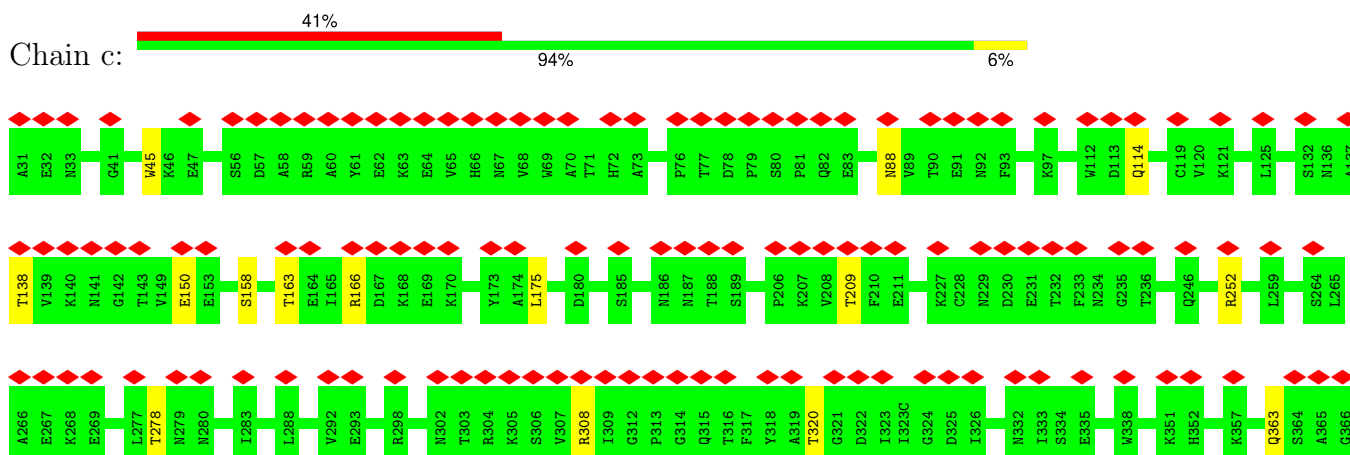 41%
Chain c:
94% 6%
A31 E32 N33 G41 W45 K46 E47 S56 D57 A58 R59 A60 Y61 E62 K63 E64 V65 H66 N67 V68 W69 A70 T71 H72 A73 P76 T77 D78 P79 S80 P81 Q82 E83 N88 V89 T90 E91 N92 F93 K97 W112 D113 Q114 C119 V120 K121 L125 S132 N136 A137
T138 V139 K140 N141 G142 T143 V149 E150 E153 S158 T163 E164 I165 R166 D167 K168 E169 K170 Y173 A174 L175 D180 S185 N186 N187 T188 S189 P206 K207 V208 T209 F210 E211 K227 C228 N229 D230 E231 T232 F233 N234 G235 T236 Q246 R252 L259 S264 L265
A266 E267 K268 E269 L277 T278 N279 N280 I283 L288 V292 E293 R298 N302 T303 R304 K305 S306 V307 R308 I309 G312 P313 G314 Q315 T316 F317 Y318 A319 T320 G321 D322 I323 I323C G324 D325 I326 N332 I333 S334 E335 W338 K351 H352 K357 Q363 S364 A365 G366